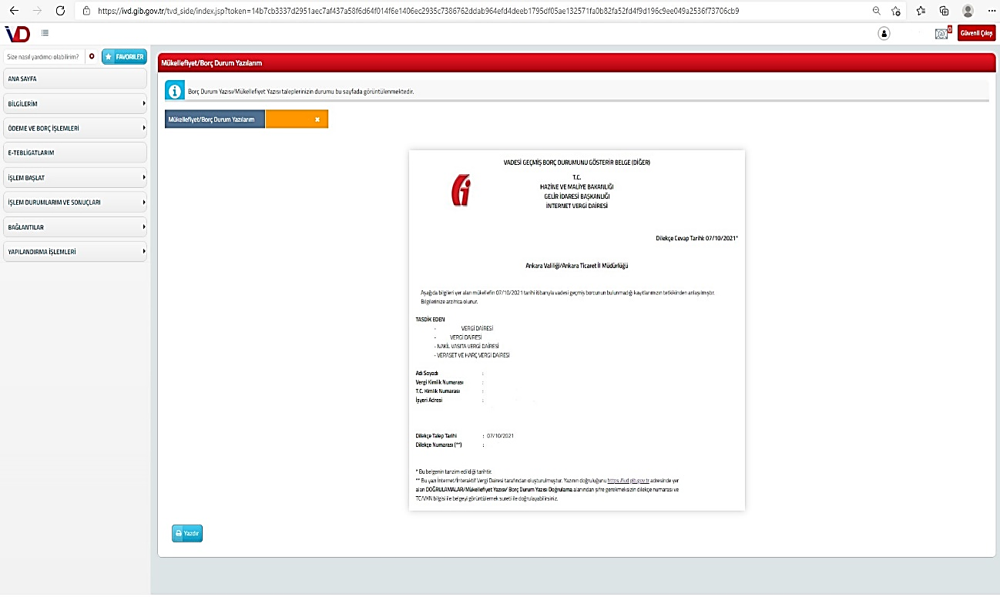 https://ivd.gib.gov.tr/tvd_side/index.jsp?token=14b7cb3337d2951aec7af437a58f6d64f014f6e1406ec2935c7386762ddab964efd4deeb1795df05ae132571fa0b82fa52fd4f9d196c9ee049a2536f73706cb9
VD
0
Güvenli Çıkış
Size nasıl yardımcı olabilirim?
FAVORİLER
ANA SAYFA
BİLGİLERİM
ÖDEME VE BORÇ İŞLEMLERİ
E-TEBLİGATLARIM
İŞLEM BAŞLAT
İŞLEM DURUMLARIM VE SONUÇLARI
BAĞLANTILAR
YAPILANDIRMA İŞLEMLERİ
Mükellefiyet/Borç Durum Yazılarım
Borç Durum Yazısı/Mükellefiyet Yazısı taleplerinizin durumu bu sayfada görüntülenmektedir.
Mükellefiyet/Borç Durum Yazılarım
VADESİ GEÇMİŞ BORÇ DURUMUNU GÖSTERİR BELGE (DİĞER)
T.C.
HAZİNE VE MALİYE BAKANLIĞI
GELİR İDARESİ BAŞKANLIĞI
İNTERNET VERGİ DAİRESİ
Dilekçe Cevap Tarihi: 07/10/2021*
Ankara Valiliği/Ankara Ticaret İl Müdürlüğü
Aşağıda bilgileri yer alan mükellefin 07/10/2021 tarihi itibarıyla vadesi geçmiş borcunun bulunmadığı kayıtlarımızın tetkikinden anlaşılmıştır.
Bilgilerinize arz/rica olunur.
TASDİK EDEN
- VERGİ DAİRESİ
- VERGİ DAİRESİ
- NAKİL VASITA VERGİ DAİRESİ
- VERASET VE HARÇ VERGİ DAİRESİ
Adı Soyadı :
Vergi Kimlik Numarası :
T.C. Kimlik Numarası :
İşyeri Adresi :
Dilekçe Talep Tarihi : 07/10/2021
Dilekçe Numarası (**) :
* Bu belgenin tanzim edildiği tarihtir.
** Bu yazı İnternet/İnteraktif Vergi Dairesi tarafından oluşturulmuştur. Yazının doğruluğunu https://ivd.gib.gov.tr adresinde yer
alan DOĞRULAMALAR/Mükellefiyet Yazısı/ Borç Durum Yazısı Doğrulama alanından şifre gerekmeksizin dilekçe numarası ve
TC/VKN bilgisi ile belgeyi görüntülemek sureti ile doğrulayabilirsiniz.
Yazdır